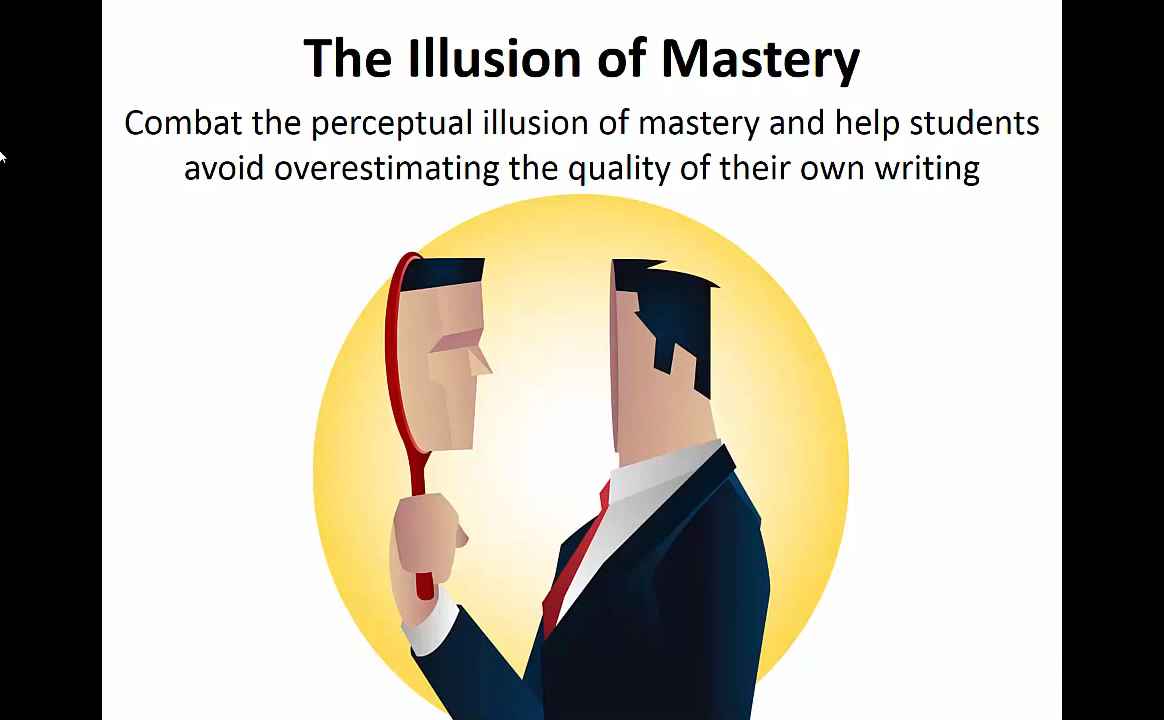 The Illusion of Mastery
Combat the perceptual illusion of mastery and help students
avoid overestimating the quality of their own writing